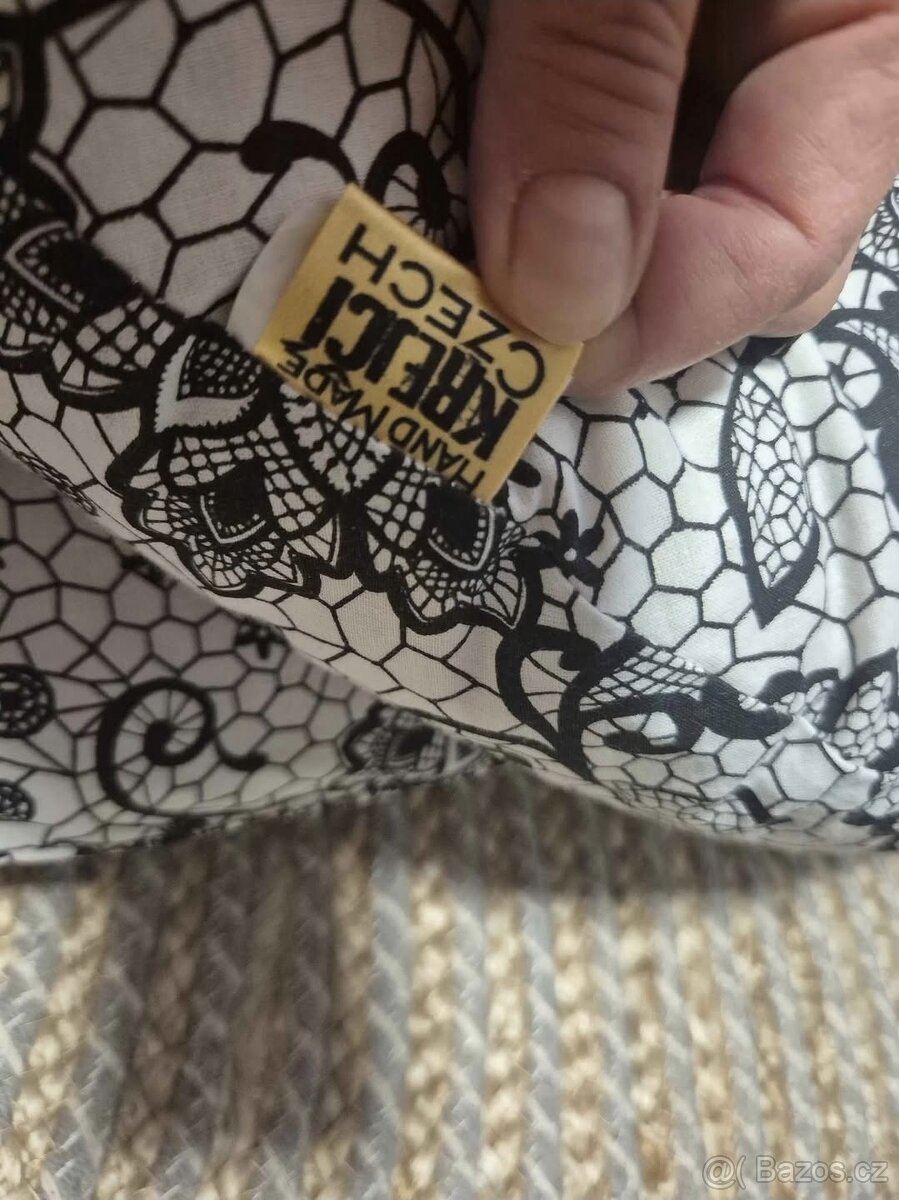 HAND MADE
KREJČÍ
CZECH
@( Bazos.cz